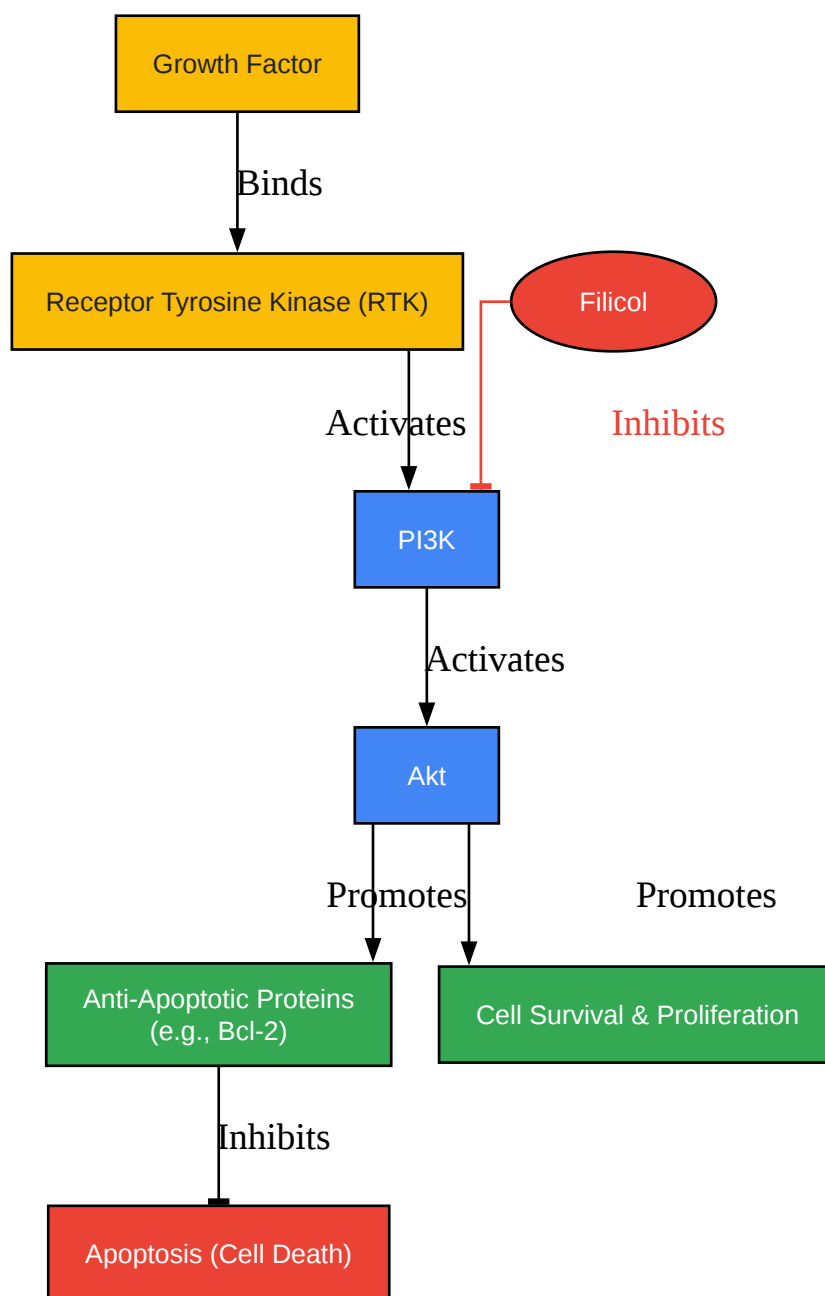 Growth Factor
Binds
Receptor Tyrosine Kinase (RTK)
Filicol
Activates
Inhibits
PI3K
Activates
Akt
Promotes
Promotes
Anti-Apoptotic Proteins
(e.g., Bcl-2)
Cell Survival & Proliferation
Inhibits
Apoptosis (Cell Death)